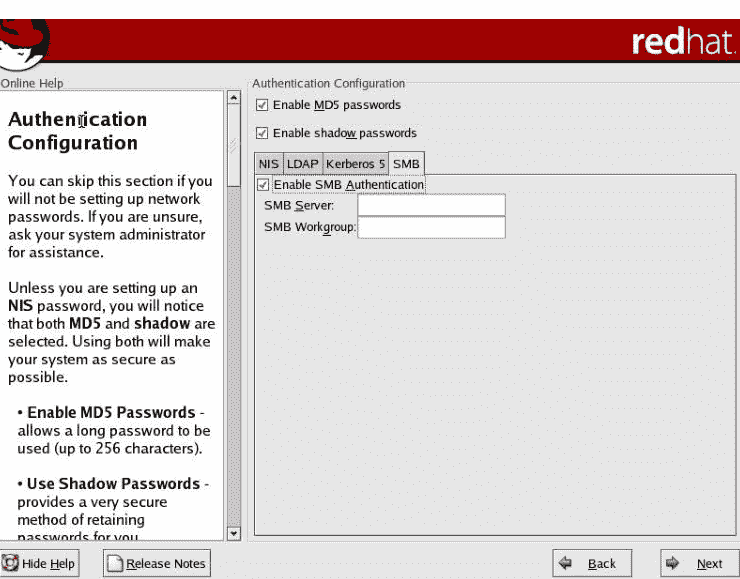 redhat.
Online Help
Authentication
Configuration
You can skip this section if you
will not be setting up network
passwords. If you are unsure,
ask your system administrator
for assistance.
Unless you are setting up an
NIS password, you will notice
that both MD5 and shadow are
selected. Using both will make
your system as secure as
possible.
• Enable MD5 Passwords -
allows a long password to be
used (up to 256 characters).
• Use Shadow Passwords -
provides a very secure
method of retaining
passwords for you
Authentication Configuration
Enable MD5 passwords
Enable shadow passwords
NIS LDAP Kerberos 5 SMB
Enable SMB Authentication
SMB Server:
SMB Workgroup:
Hide Help Release Notes Back Next